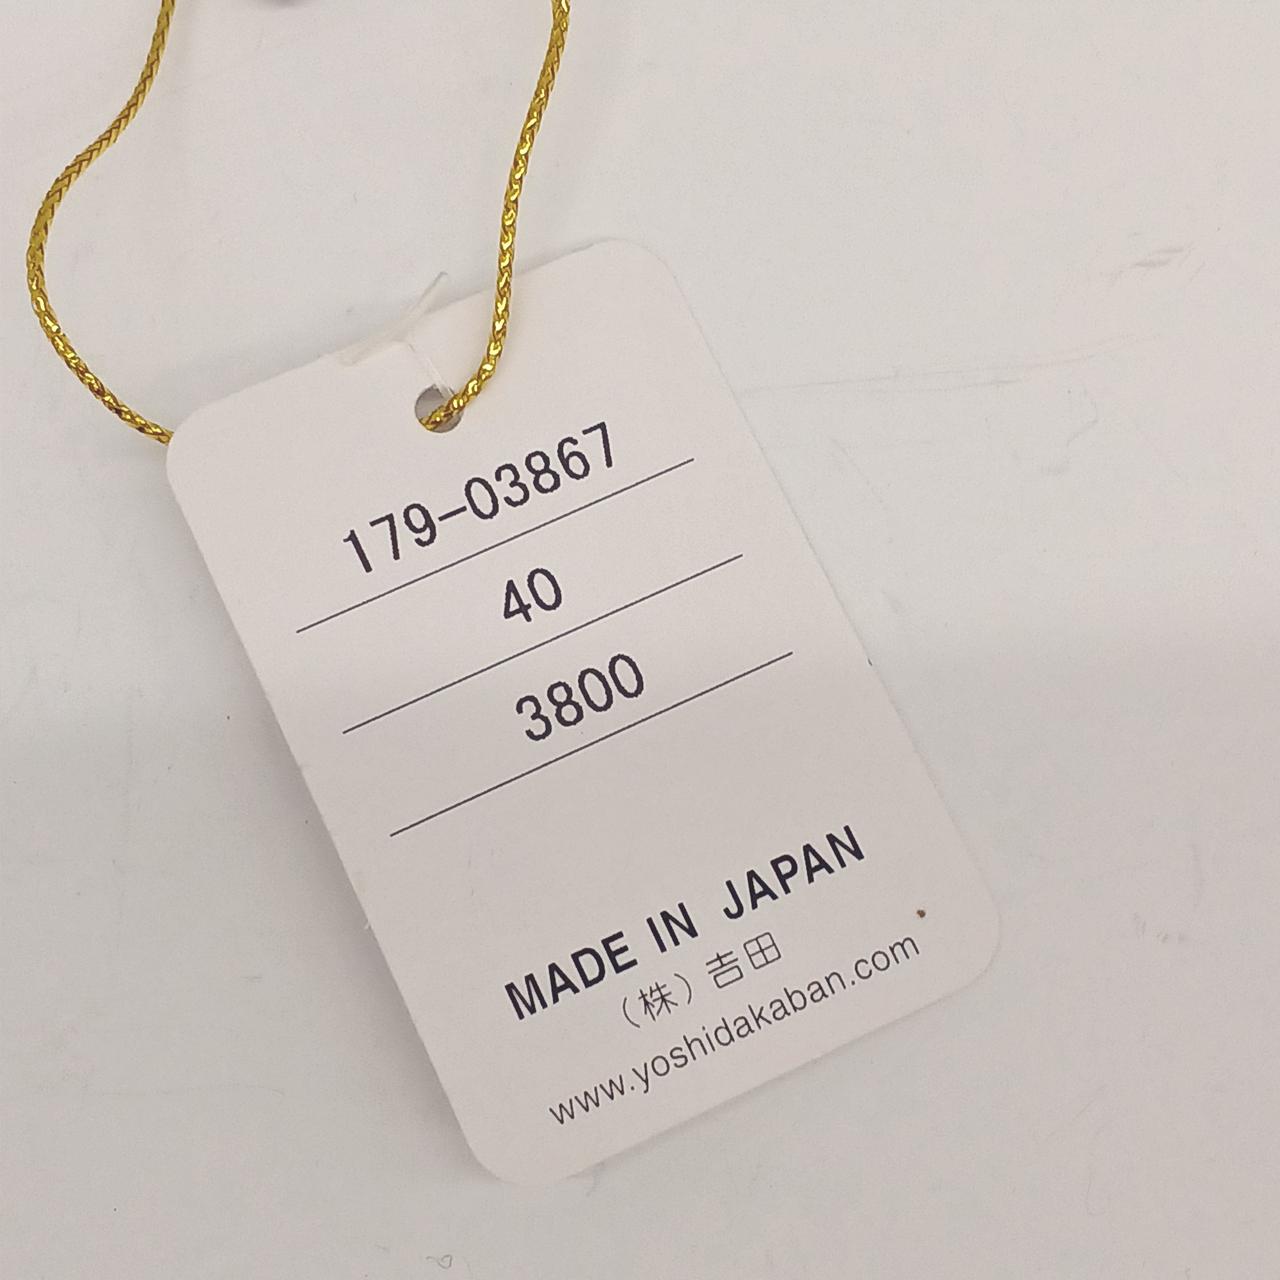 179-03867
40
3800
MADE IN JAPAN
（株）吉田
www.yoshidakaban.com